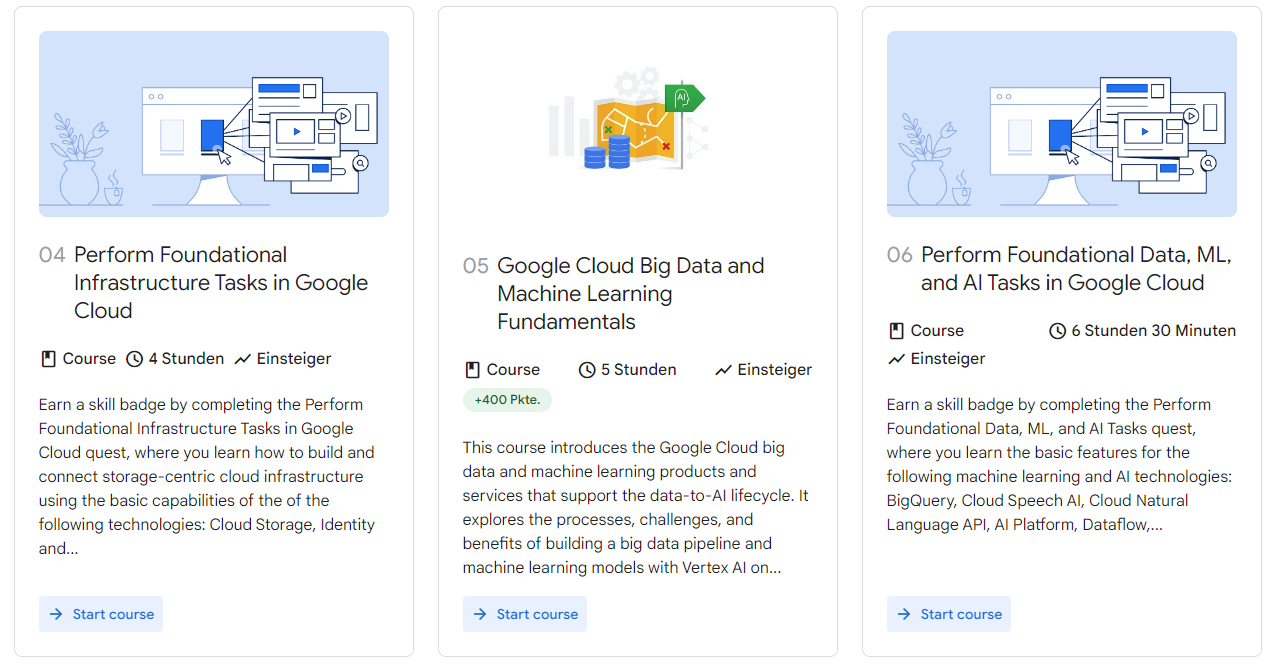 04 Perform Foundational
Infrastructure Tasks in Google
Cloud
Course 4 Stunden Einsteiger
Earn a skill badge by completing the Perform
Foundational Infrastructure Tasks in Google
Cloud quest, where you learn how to build and
connect storage-centric cloud infrastructure
using the basic capabilities of the of the
following technologies: Cloud Storage, Identity
and...
Start course
AI
05 Google Cloud Big Data and
Machine Learning
Fundamentals
Course 5 Stunden Einsteiger
+400 Pkte.
This course introduces the Google Cloud big
data and machine learning products and
services that support the data-to-AI lifecycle. It
explores the processes, challenges, and
benefits of building a big data pipeline and
machine learning models with Vertex AI on...
Start course
06 Perform Foundational Data, ML,
and AI Tasks in Google Cloud
Course 6 Stunden 30 Minuten
Einsteiger
Earn a skill badge by completing the Perform
Foundational Data, ML, and AI Tasks quest,
where you learn the basic features for the
following machine learning and AI technologies:
BigQuery, Cloud Speech AI, Cloud Natural
Language API, AI Platform, Dataflow,...
Start course